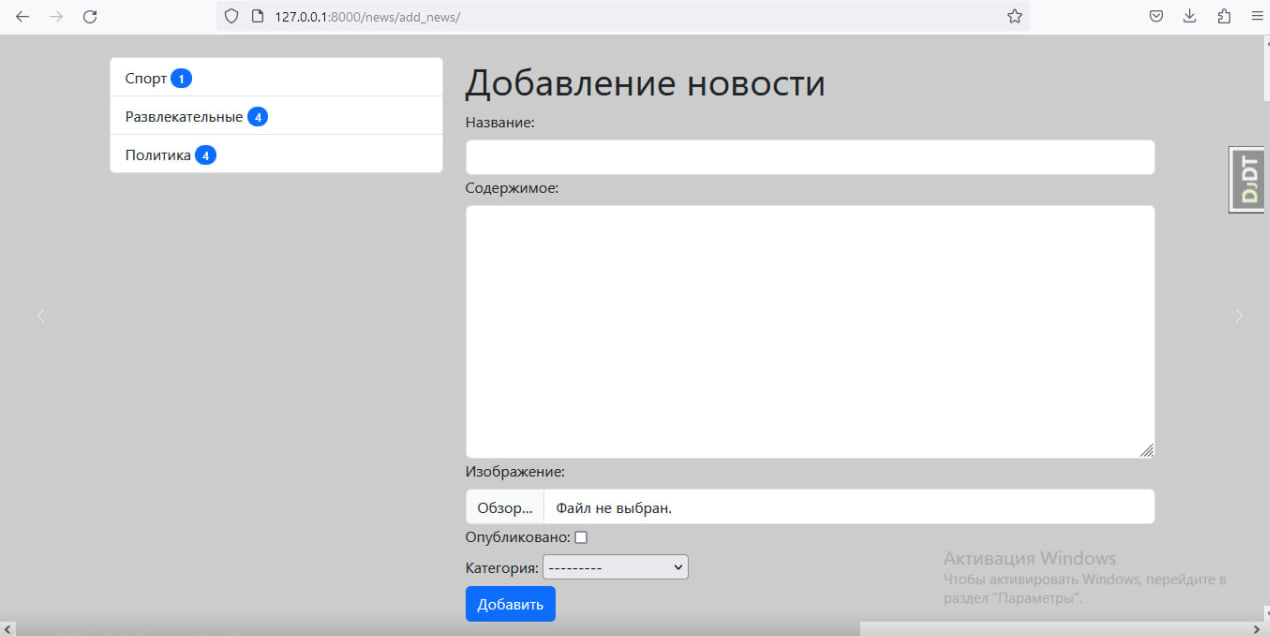 127.0.0.1:8000/news/add_news/
Спорт 1
Развлекательные 4
Политика 4
Добавление новости
Название:
Содержимое:
DJDT
Изображение:
Обзор... Файл не выбран.
Опубликовано:
Категория: ---------
Добавить
Активация Windows
Чтобы активировать Windows, перейдите в
раздел "Параметры".